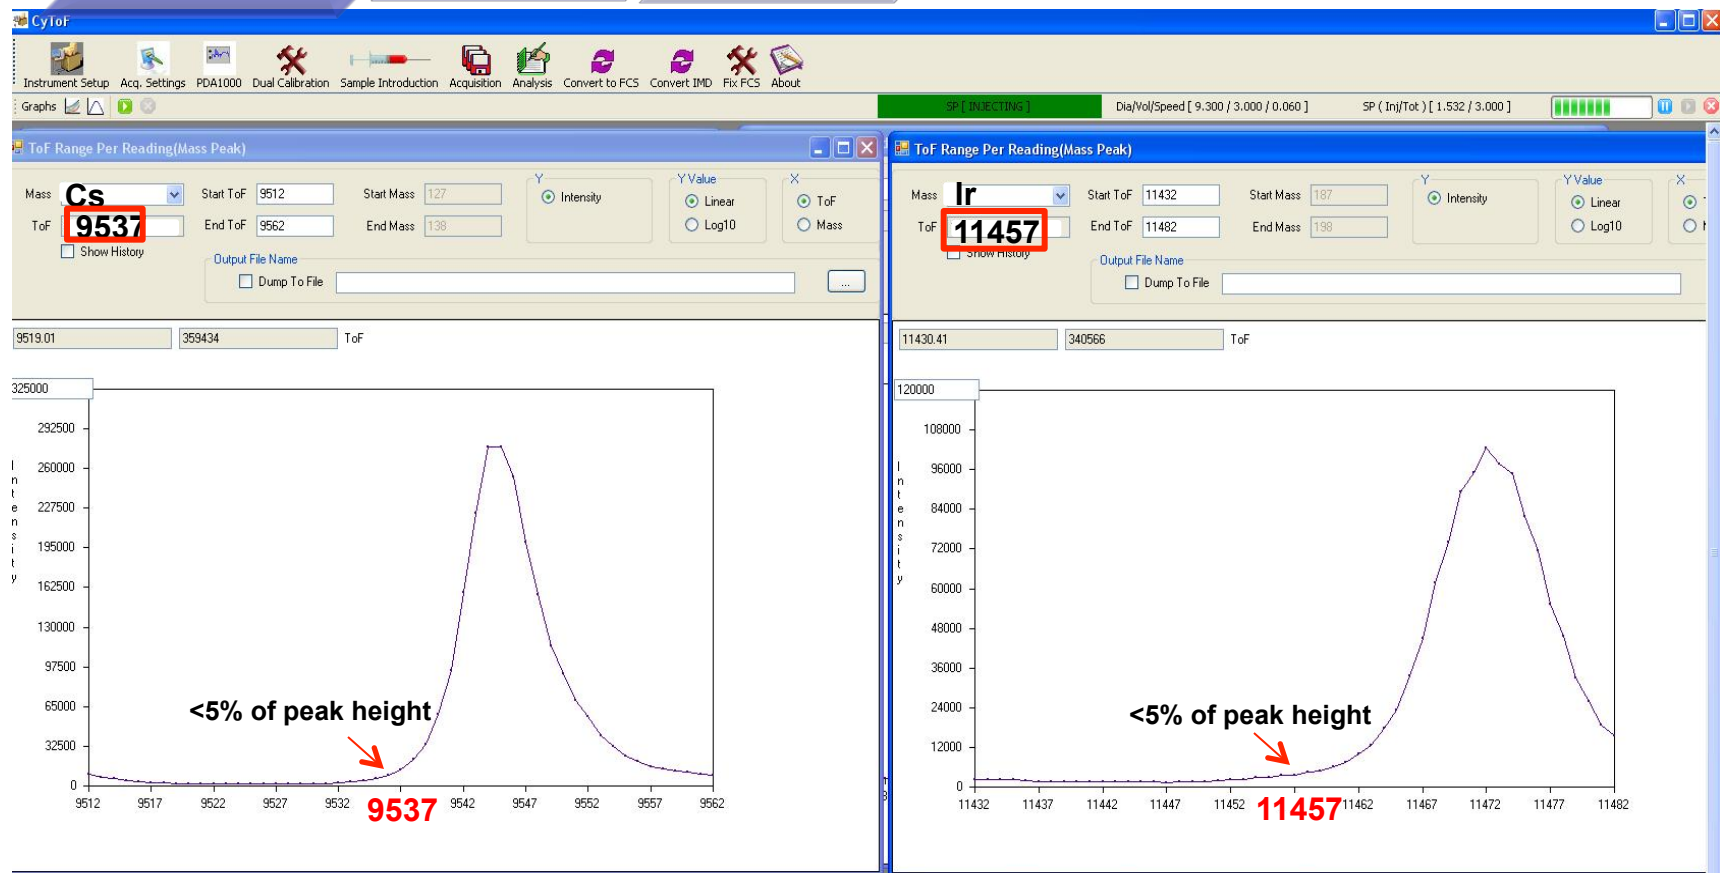 CyToF
Instrument Setup Acq. Settings PDA1000 Dual Calibration Sample Introduction Acquisition Analysis Convert to FCS Convert IMD Fix FCS About
Graphs SP [ INJECTING ] Dia/Vol/Speed [ 9.300 / 3.000 / 0.060 ] SP ( Inj/Tot ) [ 1.532 / 3.000 ]
ToF Range Per Reading(Mass Peak)
Mass Cs Start ToF 9512 Start Mass 127
ToF 9537 End ToF 9562 End Mass 138
Y
Intensity
Y Value
Linear
Log10
X
ToF
Mass
Show History
Output File Name
Dump To File ...
9519.01 359434 ToF
325000
292500
260000
227500
195000
162500
130000
97500
65000
32500
0
Intensity
<5% of peak height
9512 9517 9522 9527 9532 9537 9542 9547 9552 9557 9562
ToF Range Per Reading(Mass Peak)
Mass Ir Start ToF 11432 Start Mass 187
ToF 11457 End ToF 11482 End Mass 198
Y
Intensity
Y Value
Linear
Log10
X
Show History
Output File Name
Dump To File
11430.41 340566 ToF
120000
108000
96000
84000
72000
60000
48000
36000
24000
12000
0
Intensity
<5% of peak height
11432 11437 11442 11447 11452 11457 11462 11467 11472 11477 11482